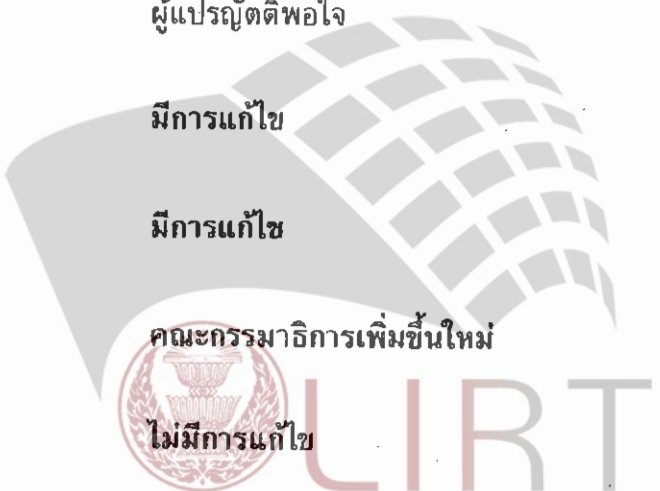 ผู้แปรญัตติพอใจ
มีการแก้ไข
มีการแก้ไข
คณะกรรมาธิการเพิ่มขึ้นใหม่
ไม่มีการแก้ไข
LIRT